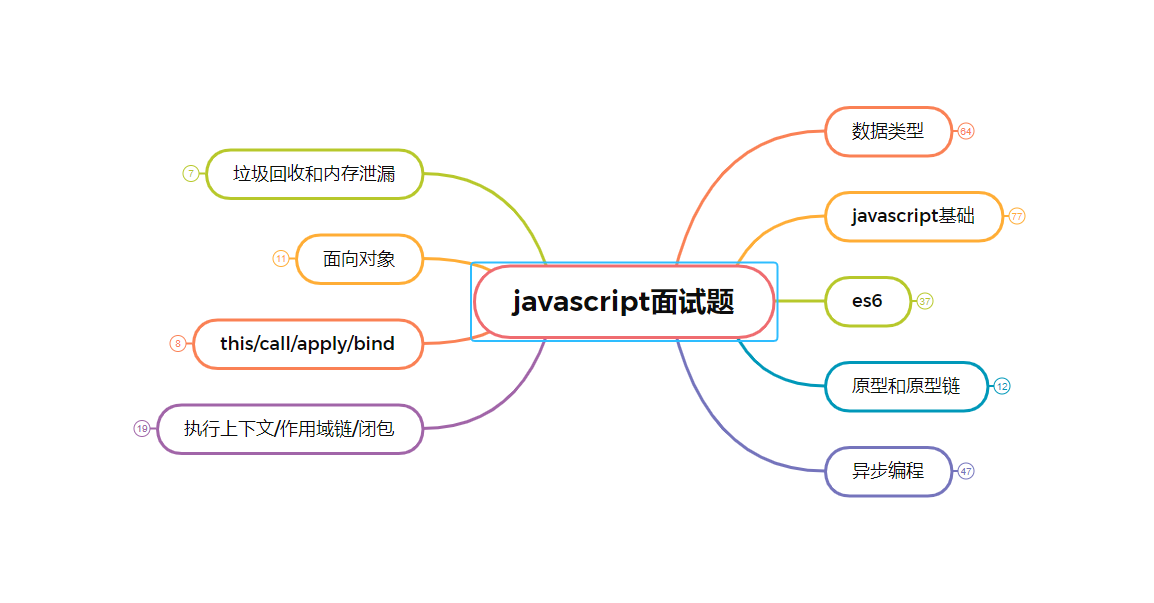 javascript面试题
数据类型
64
javascript基础
77
es6
37
原型和原型链
12
异步编程
47
垃圾回收和内存泄漏
7
面向对象
11
this/call/apply/bind
8
执行上下文/作用域链/闭包
19